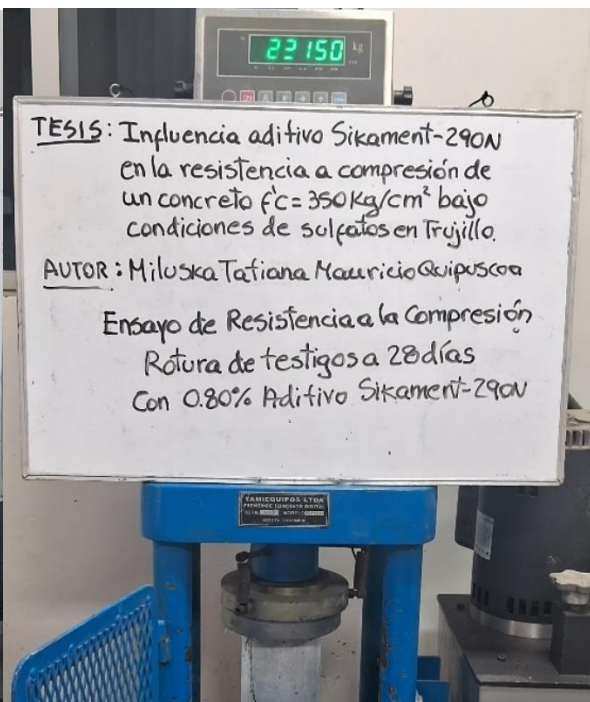 22150 kg
TESIS: Influencia aditivo Sikament-290N
en la resistencia a compresión de
un concreto f'c= 350 Kg/cm² bajo
condiciones de sulfatos en Trujillo.
AUTOR: Miluska Tatiana Mauricio Quipuscoa
Ensayo de Resistencia a la Compresión
Rotura de testigos a 28 días
Con 0.80% Aditivo Sikament-290N
TAMIEQUIPOS LTDA